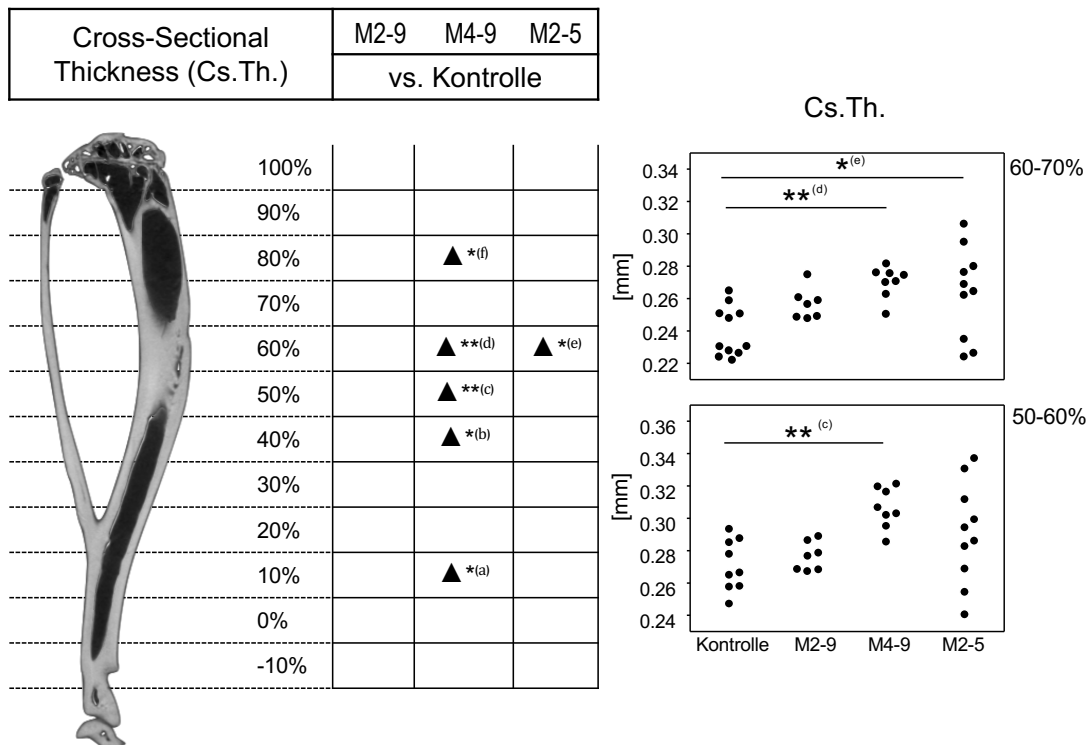 Cross-Sectional
Thickness (Cs.Th.)
M2-9 M4-9 M2-5
vs. Kontrolle
100%
90%
80% ▲ *(f)
70%
60% ▲ **(d) ▲ *(e)
50% ▲ **(c)
40% ▲ *(b)
30%
20%
10% ▲ *(a)
0%
-10%
Cs.Th.
60-70%
[mm]
0.34
0.32
0.30
0.28
0.26
0.24
0.22
*(e)
**(d)
50-60%
[mm]
0.36
0.34
0.32
0.30
0.28
0.26
0.24
**(c)
Kontrolle M2-9 M4-9 M2-5